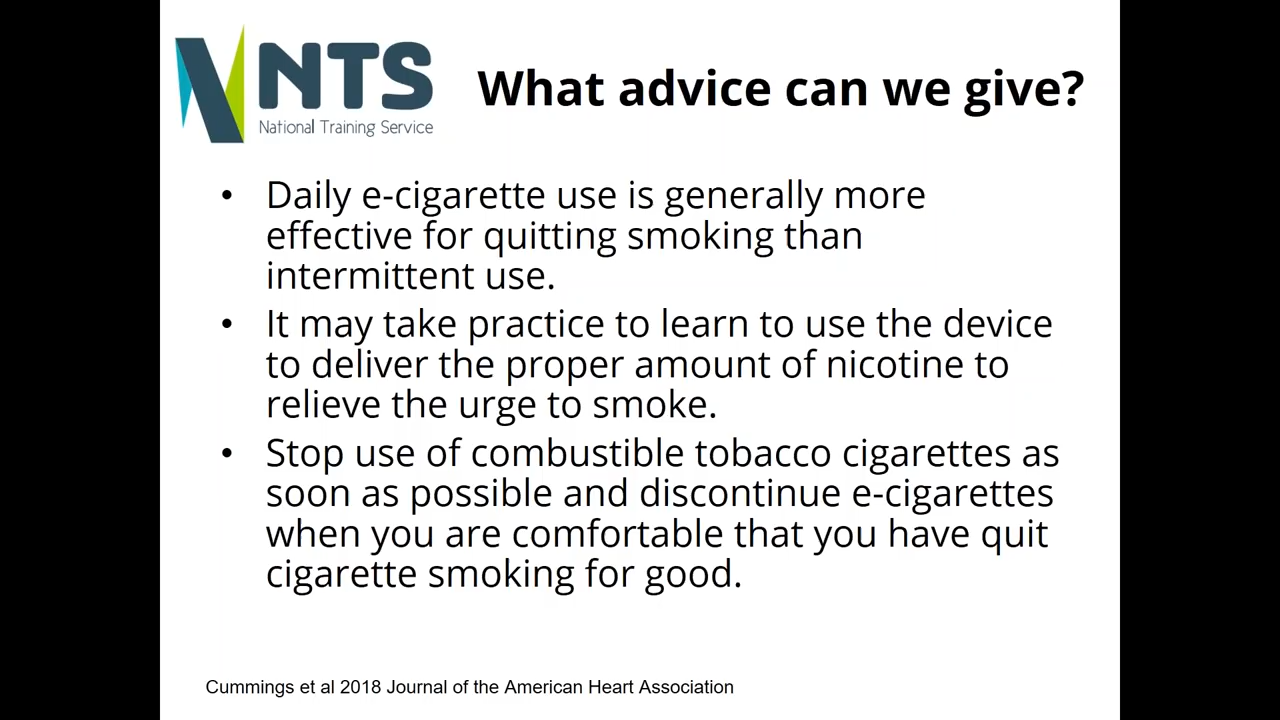 NTS
National Training Service
What advice can we give?
• Daily e-cigarette use is generally more
effective for quitting smoking than
intermittent use.
• It may take practice to learn to use the device
to deliver the proper amount of nicotine to
relieve the urge to smoke.
• Stop use of combustible tobacco cigarettes as
soon as possible and discontinue e-cigarettes
when you are comfortable that you have quit
cigarette smoking for good.
Cummings et al 2018 Journal of the American Heart Association